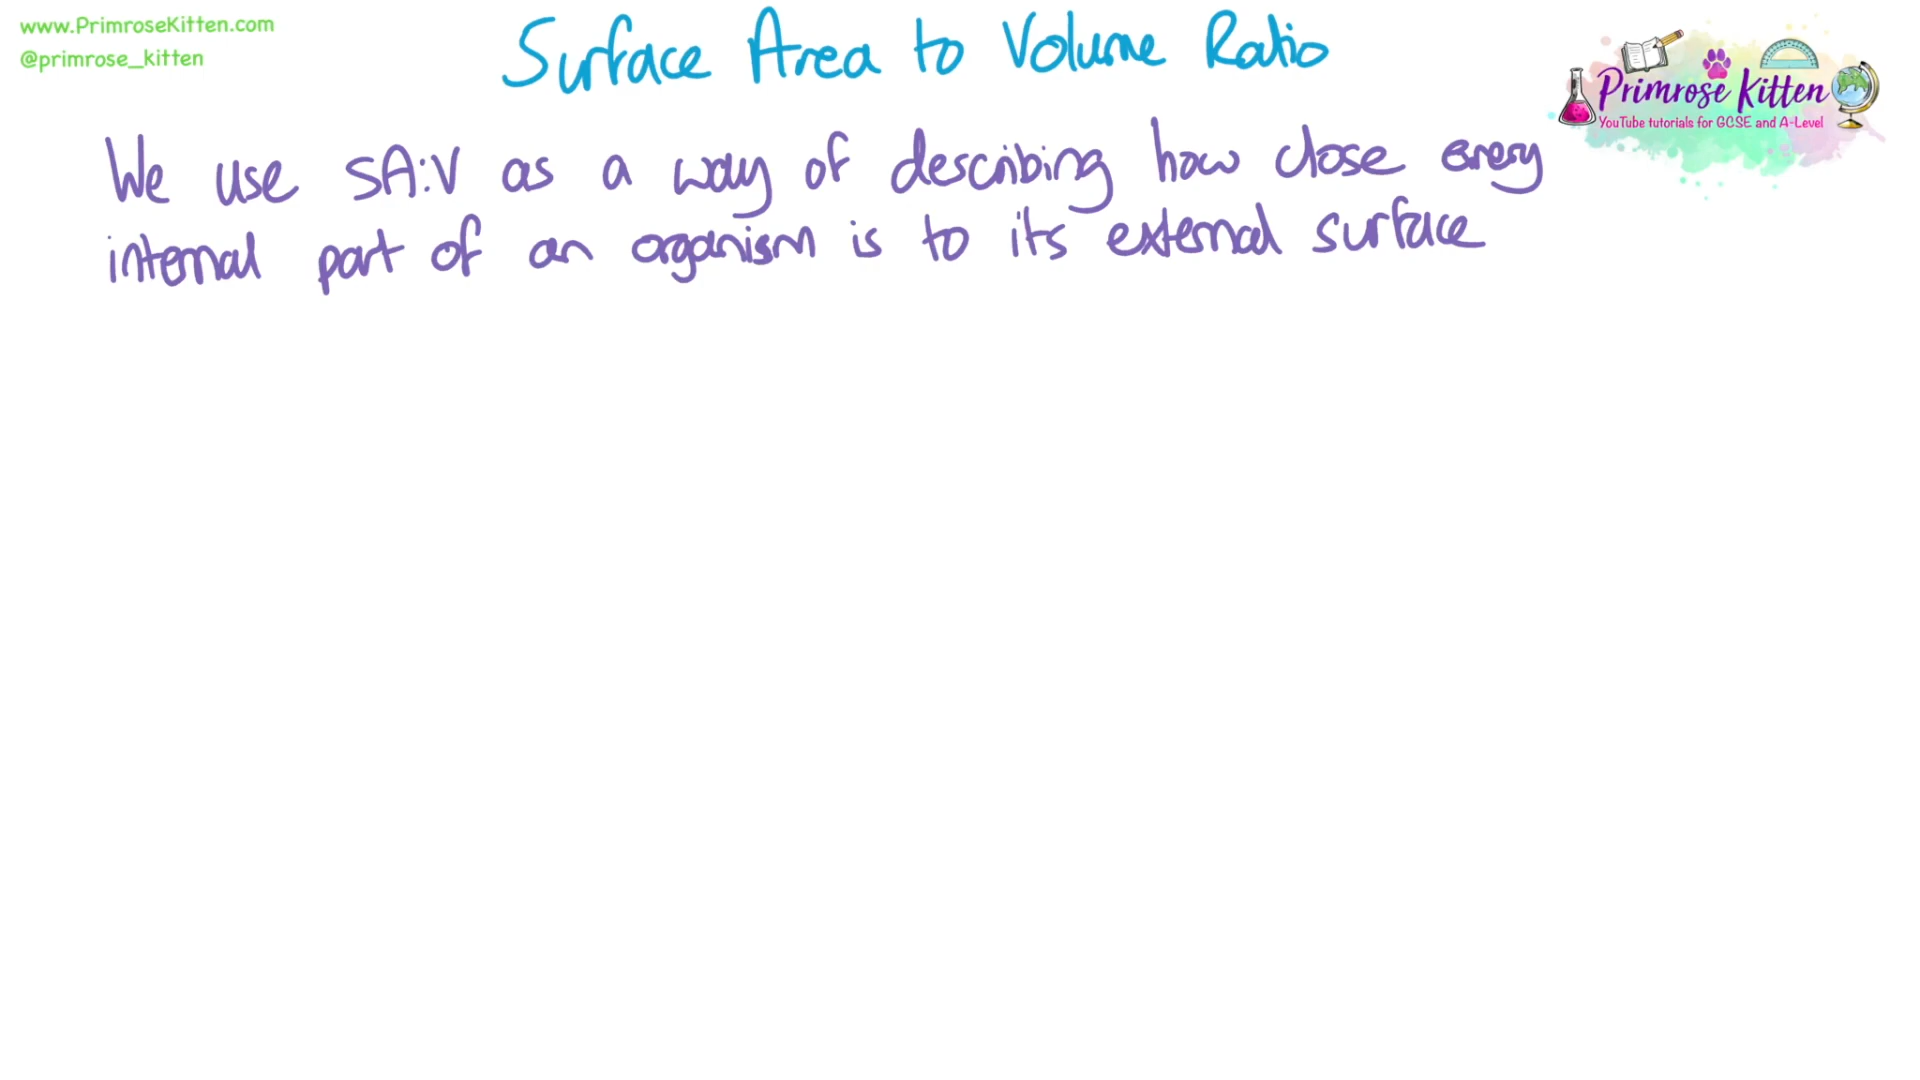 www.PrimroseKitten.com
@primrose_kitten
Surface Area to Volume Ratio
Primrose Kitten
YouTube tutorials for GCSE and A-Level
We use SA:V as a way of describing how close every
internal part of an organism is to its external surface